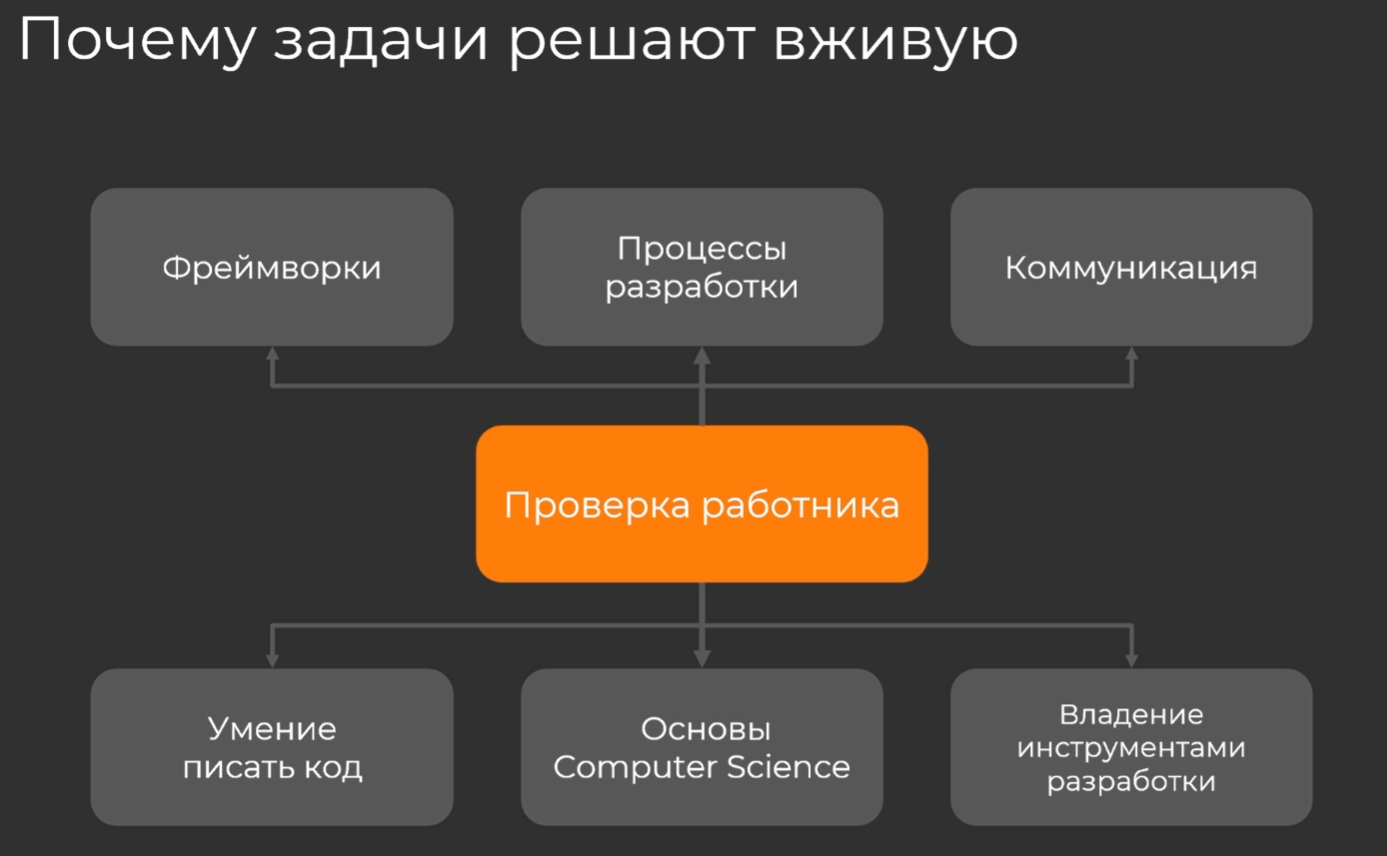 Почему задачи решают вживую
Фреймворки
Процессы
разработки
Коммуникация
Проверка работника
Умение
писать код
Основы
Computer Science
Владение
инструментами
разработки